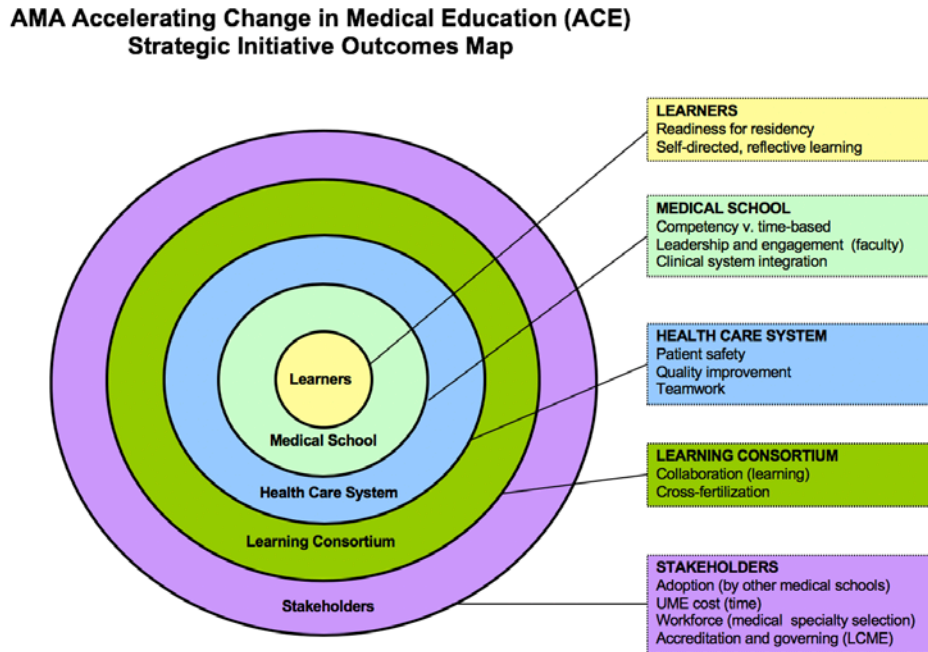 AMA Accelerating Change in Medical Education (ACE)
Strategic Initiative Outcomes Map
Learners
Medical School
Health Care System
Learning Consortium
Stakeholders
LEARNERS
Readiness for residency
Self-directed, reflective learning
MEDICAL SCHOOL
Competency v. time-based
Leadership and engagement (faculty)
Clinical system integration
HEALTH CARE SYSTEM
Patient safety
Quality improvement
Teamwork
LEARNING CONSORTIUM
Collaboration (learning)
Cross-fertilization
STAKEHOLDERS
Adoption (by other medical schools)
UME cost (time)
Workforce (medical specialty selection)
Accreditation and governing (LCME)